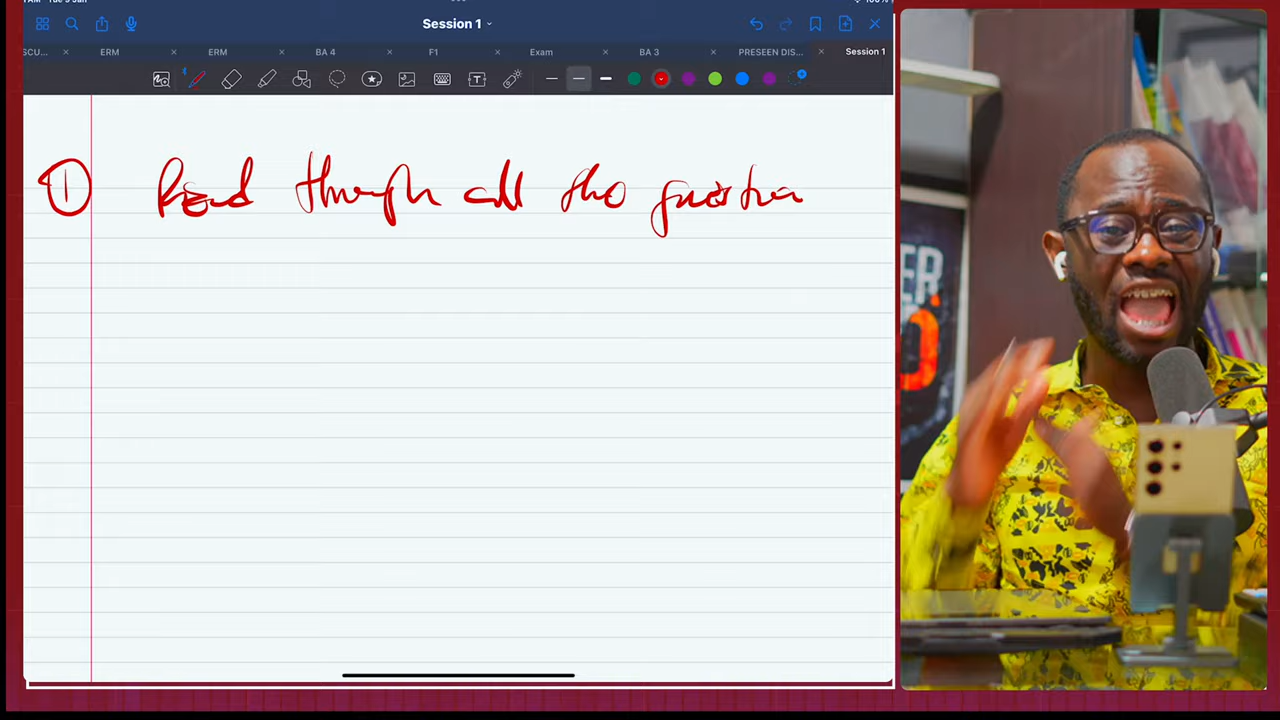 Session 1
SCU... ERM ERM BA 4 F1 Exam BA 3 PRESEEN DIS... Session 1
① Read through all the question